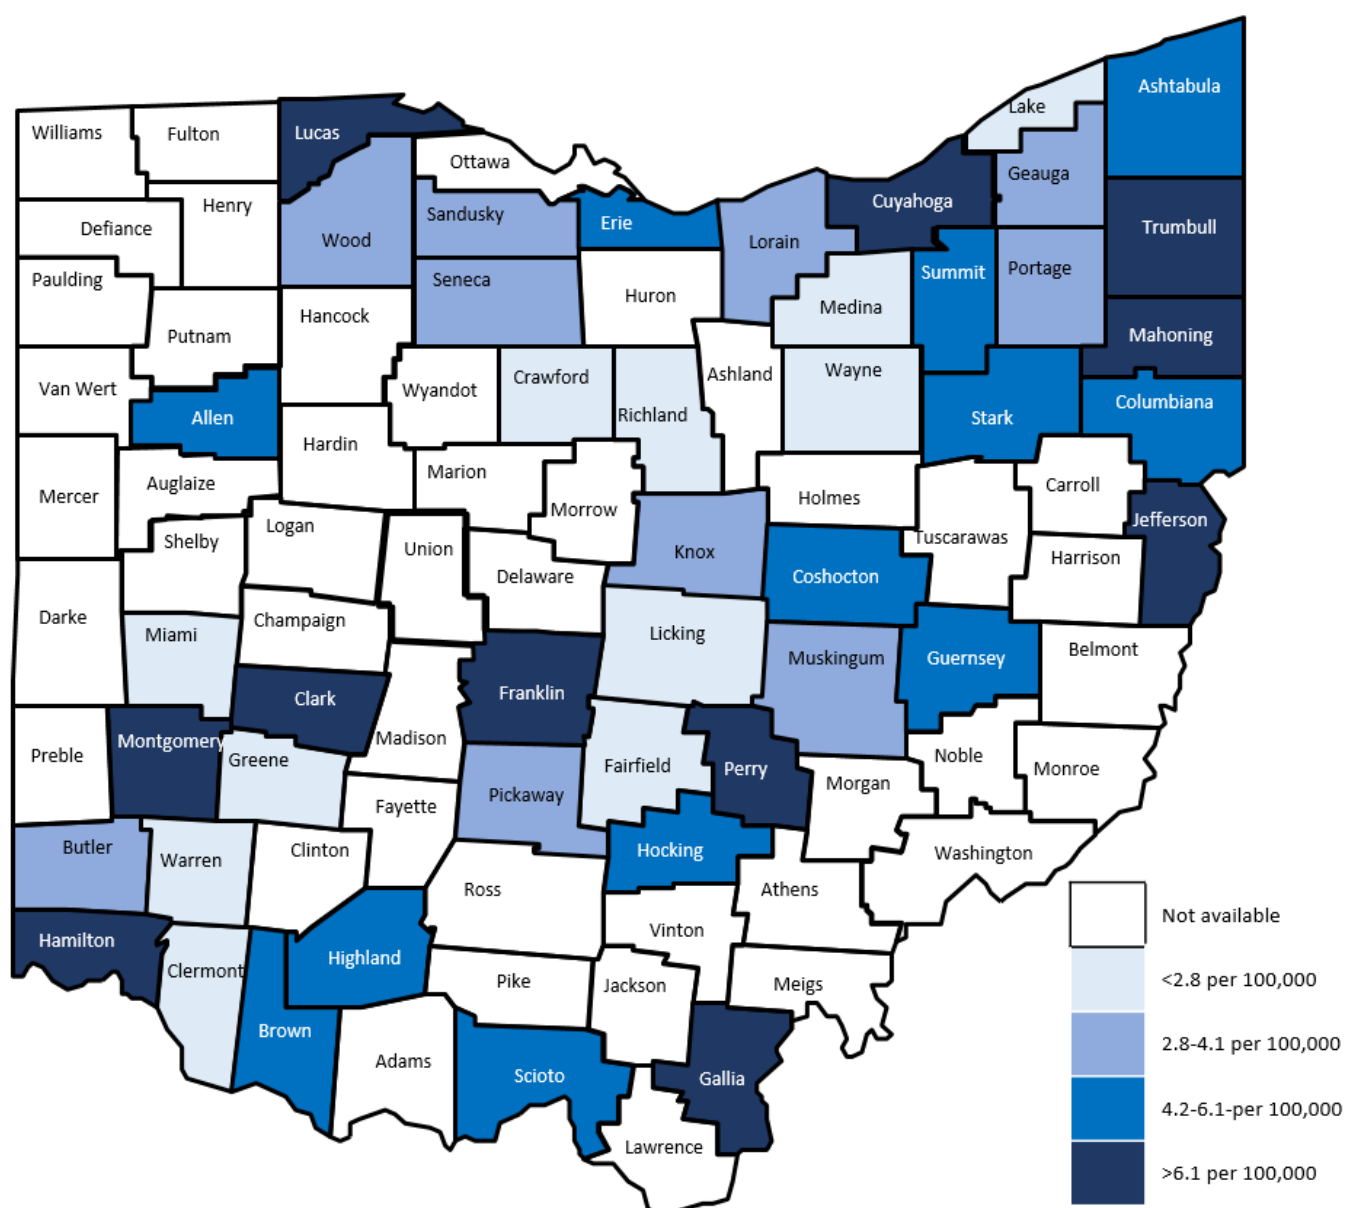 Ashtabula
Lake
Williams
Fulton
Lucas
Ottawa
Geauga
Henry
Cuyahoga
Sandusky
Erie
Defiance
Wood
Lorain
Trumbull
Paulding
Seneca
Summit
Portage
Huron
Medina
Hancock
Putnam
Mahoning
Van Wert
Wyandot
Crawford
Ashland
Wayne
Allen
Richland
Stark
Columbiana
Hardin
Marion
Mercer
Auglaize
Holmes
Carroll
Morrow
Jefferson
Logan
Shelby
Union
Knox
Tuscarawas
Harrison
Delaware
Coshocton
Darke
Miami
Champaign
Licking
Muskingum
Guernsey
Belmont
Clark
Franklin
Montgomery
Madison
Preble
Greene
Fairfield
Perry
Noble
Monroe
Morgan
Pickaway
Fayette
Butler
Warren
Clinton
Hocking
Washington
Ross
Athens
Hamilton
Vinton
Highland
Clermont
Pike
Jackson
Meigs
Brown
Adams
Scioto
Gallia
Lawrence
Not available
<2.8 per 100,000
2.8-4.1 per 100,000
4.2-6.1-per 100,000
>6.1 per 100,000